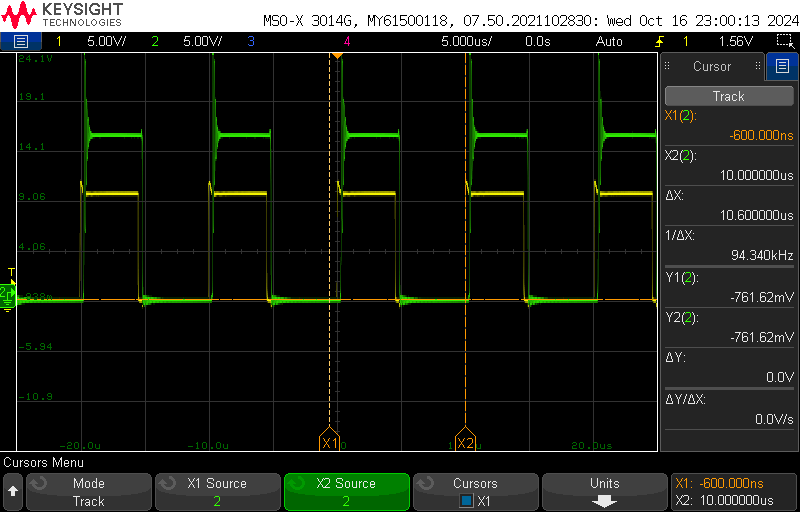 KEYSIGHT
TECHNOLOGIES
MSO-X 3014G, MY61500118, 07.50.2021102830: Wed Oct 16 23:00:13 2024
1 5.00V/ 2 5.00V/ 3 4 5.000us/ 0.0s Auto 1 1.56V
24.1V
19.1
14.1
9.06
4.06
-5.94
-10.9
-20.0u -10.0u 20.0us
T
2
X1 X2
Cursor
Track
X1(2):
-600.000ns
X2(2):
10.000000us
ΔX:
10.600000us
1/ΔX:
94.340kHz
Y1(2):
-761.62mV
Y2(2):
-761.62mV
ΔY:
0.0V
ΔY/ΔX:
0.0V/s
Cursors Menu
Mode
Track
X1 Source
2
X2 Source
2
Cursors
X1
Units
X1: -600.000ns
X2: 10.000000us